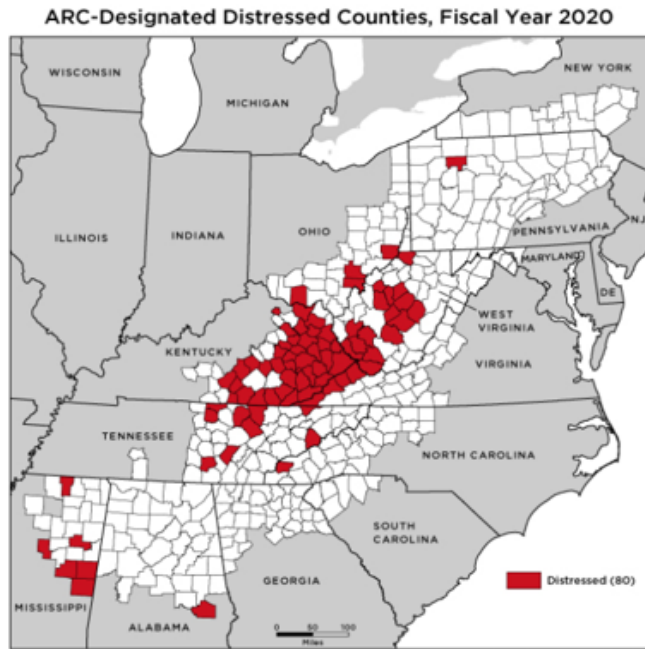 ARC-Designated Distressed Counties, Fiscal Year 2020
WISCONSIN
NEW YORK
MICHIGAN
ILLINOIS
INDIANA
OHIO
PENNSYLVANIA
NJ
MARYLAND
DE
WEST
VIRGINIA
KENTUCKY
VIRGINIA
TENNESSEE
NORTH CAROLINA
SOUTH
CAROLINA
GEORGIA
Distressed (80)
MISSISSIPPI
ALABAMA
0 50 100
Miles